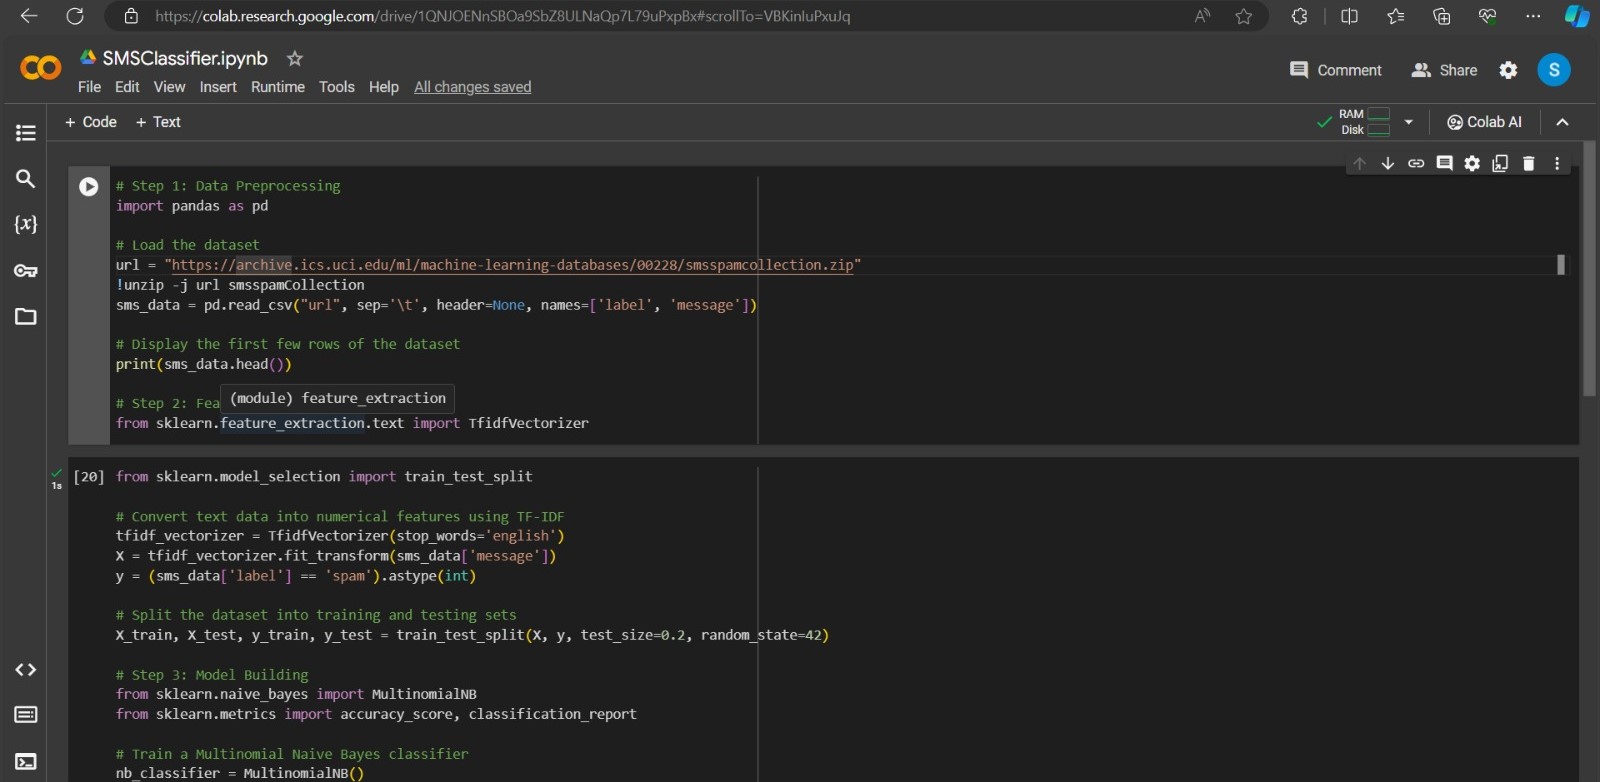 https://colab.research.google.com/drive/1QNJOENnSBOa9SbZ8ULNaQp7L79uPxpBx#scrollTo=VBKinIuPxuJq
SMSClassifier.ipynb
Comment
Share
S
File Edit View Insert Runtime Tools Help All changes saved
+ Code + Text
RAM
Disk
Colab AI
# Step 1: Data Preprocessing
import pandas as pd
# Load the dataset
url = "https://archive.ics.uci.edu/ml/machine-learning-databases/00228/smsspamcollection.zip"
!unzip -j url smsspamCollection
sms_data = pd.read_csv("url", sep='\t', header=None, names=['label', 'message'])
# Display the first few rows of the dataset
print(sms_data.head())
(module) feature_extraction
# Step 2: Fea
from sklearn.feature_extraction.text import TfidfVectorizer
1s
[20] from sklearn.model_selection import train_test_split
# Convert text data into numerical features using TF-IDF
tfidf_vectorizer = TfidfVectorizer(stop_words='english')
X = tfidf_vectorizer.fit_transform(sms_data['message'])
y = (sms_data['label'] == 'spam').astype(int)
# Split the dataset into training and testing sets
X_train, X_test, y_train, y_test = train_test_split(X, y, test_size=0.2, random_state=42)
# Step 3: Model Building
from sklearn.naive_bayes import MultinomialNB
from sklearn.metrics import accuracy_score, classification_report
# Train a Multinomial Naive Bayes classifier
nb_classifier = MultinomialNB()